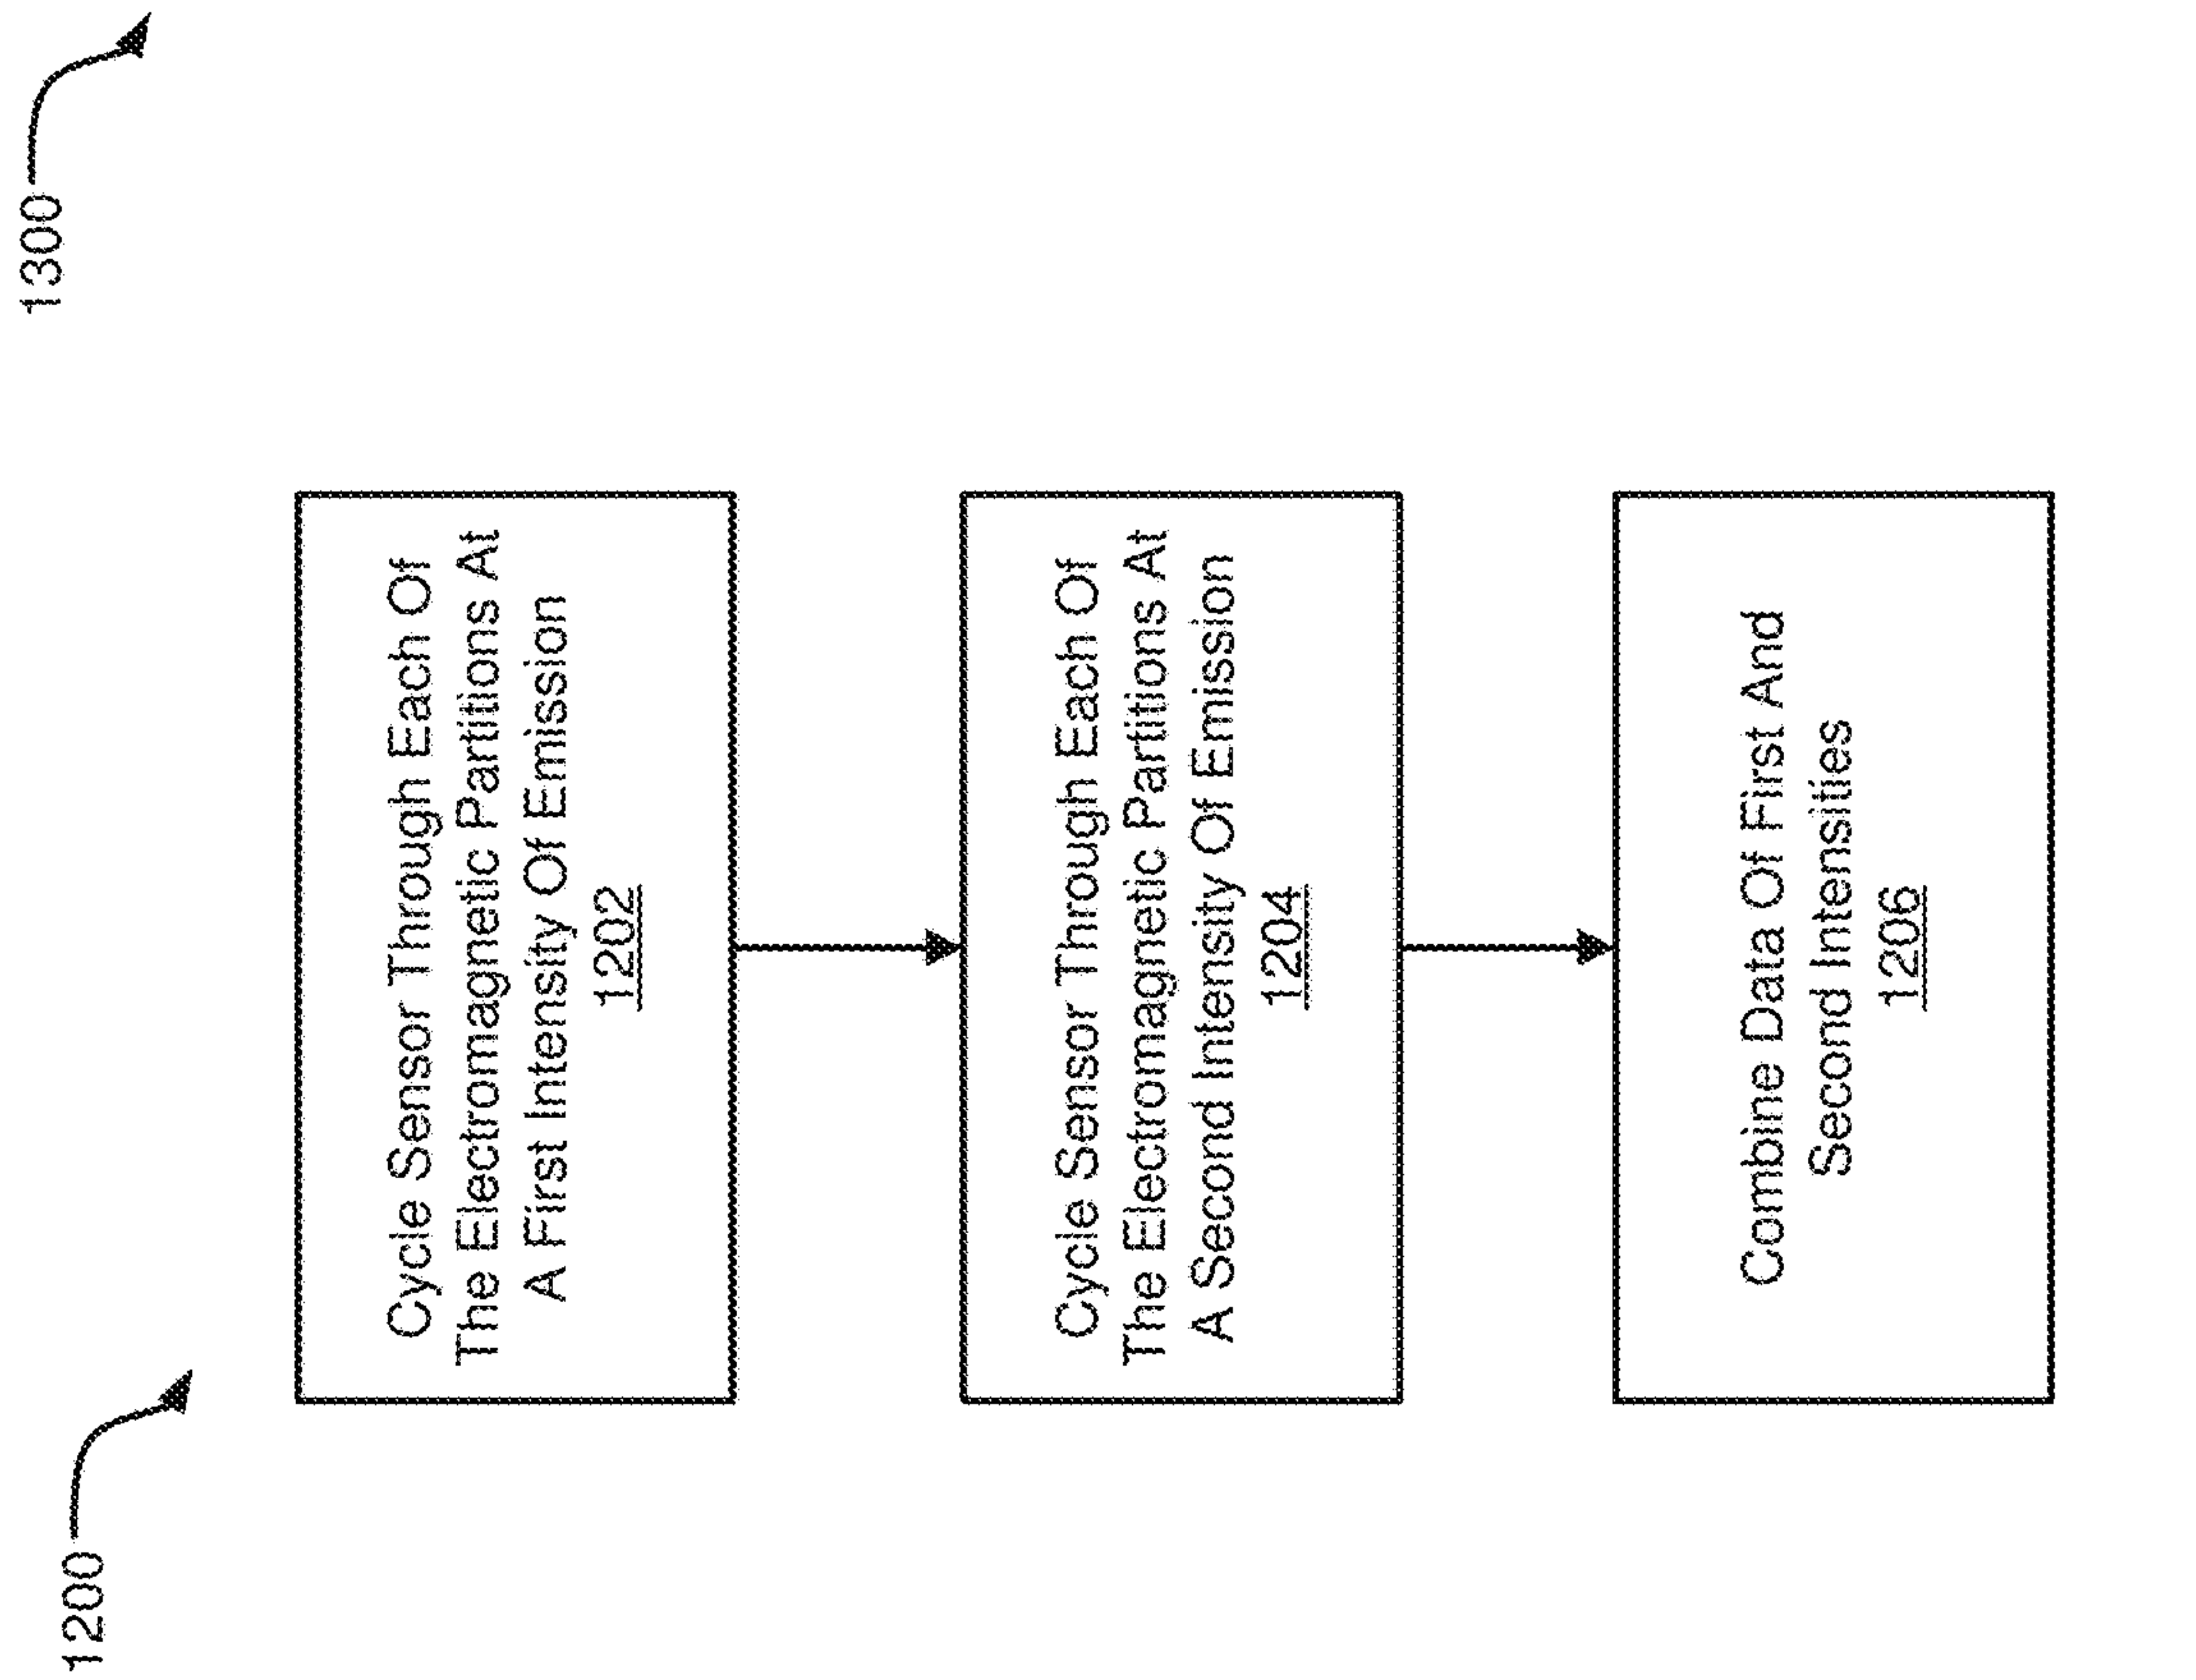 1200
Cycle Sensor Through Each Of
The Electromagnetic Partitions At
A First Intensity Of Emission
1202
Cycle Sensor Through Each Of
The Electromagnetic Partitions At
A Second Intensity Of Emission
1204
Combine Data Of First And
Second Intensities
1206
1300